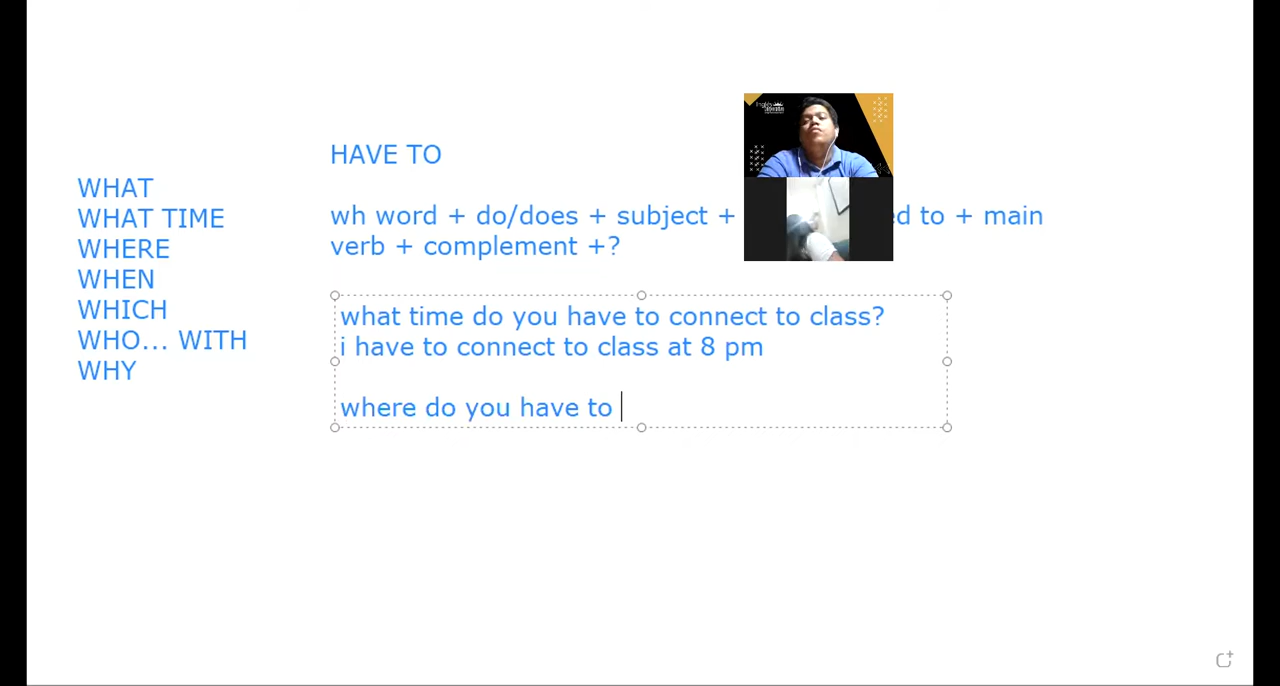 HAVE TO
WHAT
WHAT TIME
WHERE
WHEN
WHICH
WHO... WITH
WHY
wh word + do/does + subject + ed to + main
verb + complement +?
what time do you have to connect to class?
i have to connect to class at 8 pm
where do you have to
Inglés